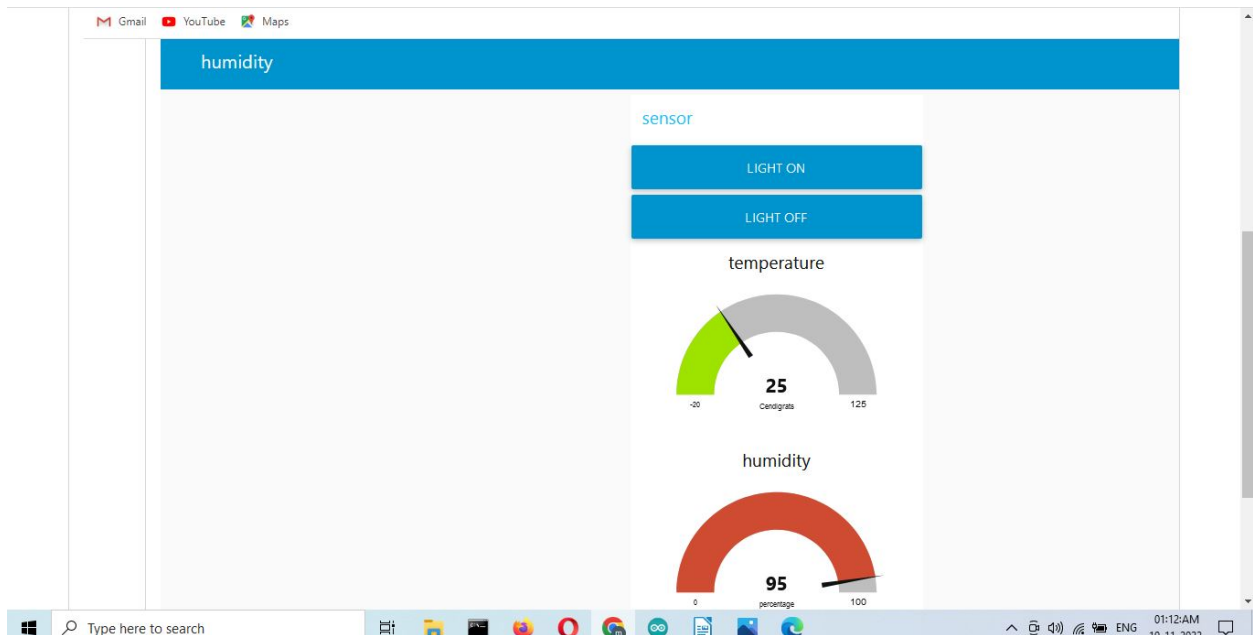 Gmail YouTube Maps
humidity
sensor
LIGHT ON
LIGHT OFF
temperature
25
-20 Cendigrats 125
humidity
95
0 percentage 100
Type here to search
ENG 01:12:AM